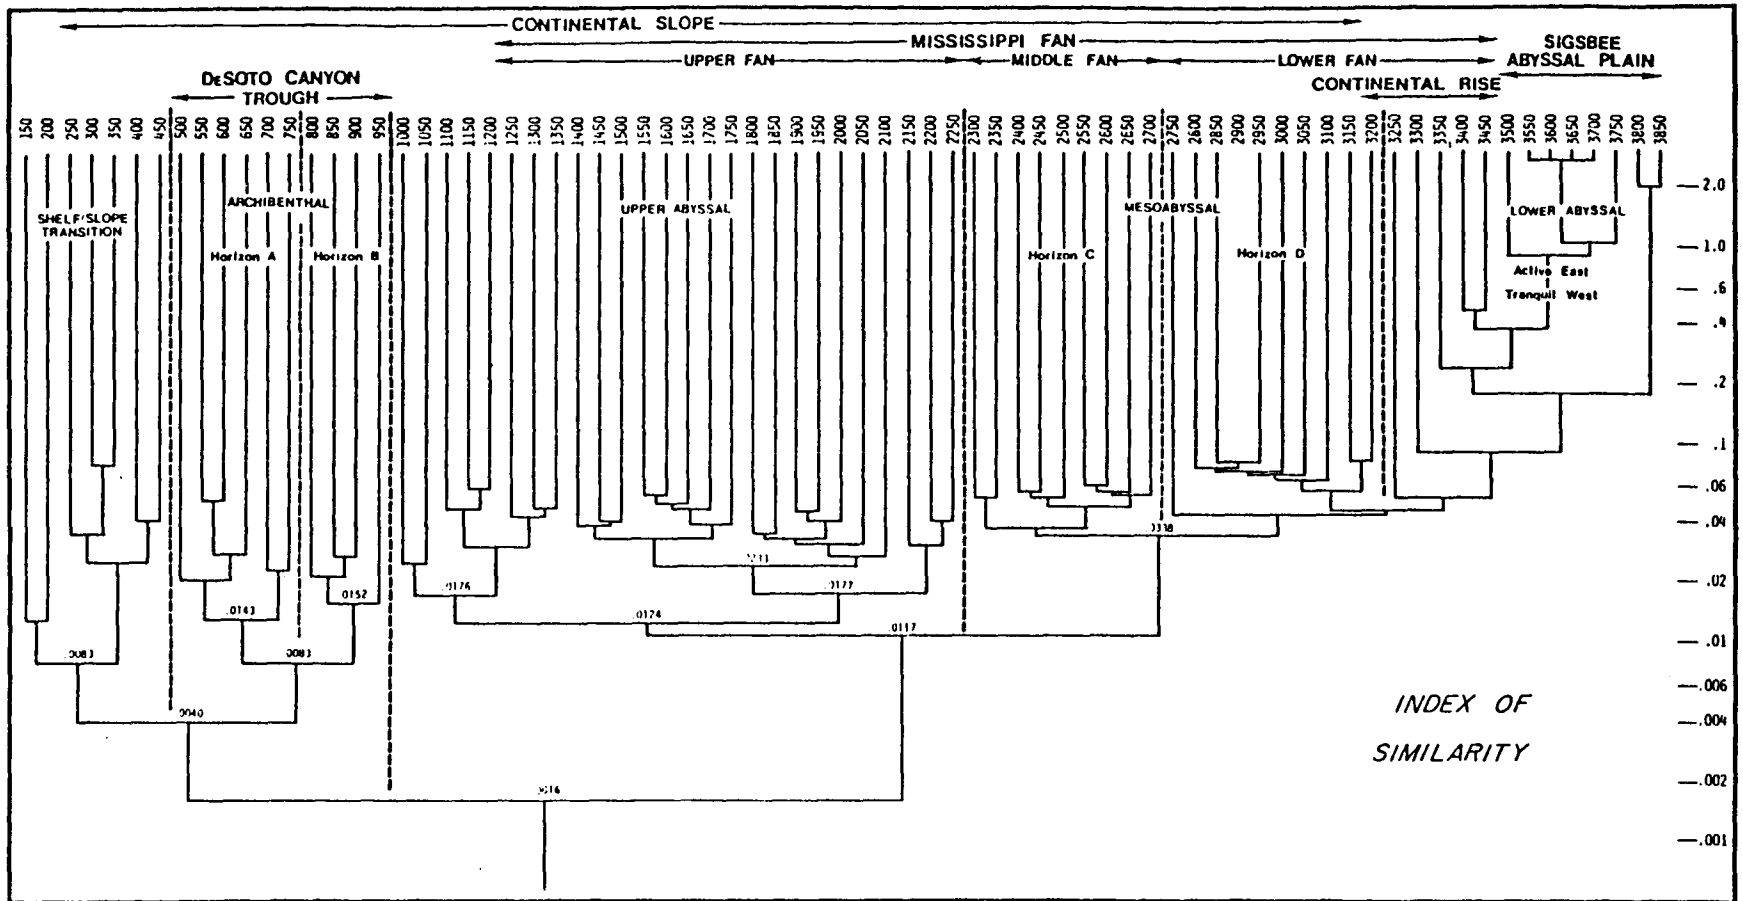 CONTINENTAL SLOPE
MISSISSIPPI FAN
UPPER FAN MIDDLE FAN LOWER FAN
SIGSBEE
ABYSSAL PLAIN
DESOTO CANYON
TROUGH
CONTINENTAL RISE
150 200 250 300 350 400 450 500 550 600 650 700 750 800 850 900 950 1000 1050 1100 1150 1200 1250 1300 1350 1400 1450 1500 1550 1600 1650 1700 1750 1800 1850 1900 1950 2000 2050 2100 2150 2200 2250 2300 2350 2400 2450 2500 2550 2600 2650 2700 2750 2800 2850 2900 2950 3000 3050 3100 3150 3200 3250 3300 3350 3400 3450 3500 3550 3600 3650 3700 3750 3800 3850
SHELF/SLOPE
TRANSITION
ARCHIBENTHAL
Horizon A
Horizon B
UPPER ABYSSAL
MESOABYSSAL
Horizon C
Horizon D
LOWER ABYSSAL
Active East
Tranquil West
2.0
1.0
.6
.4
.2
.1
.06
.04
.02
.01
.006
.004
.002
.001
.0143
.0152
.0083
.0083
.0040
.0176
.0177
.0124
.0117
INDEX OF
SIMILARITY